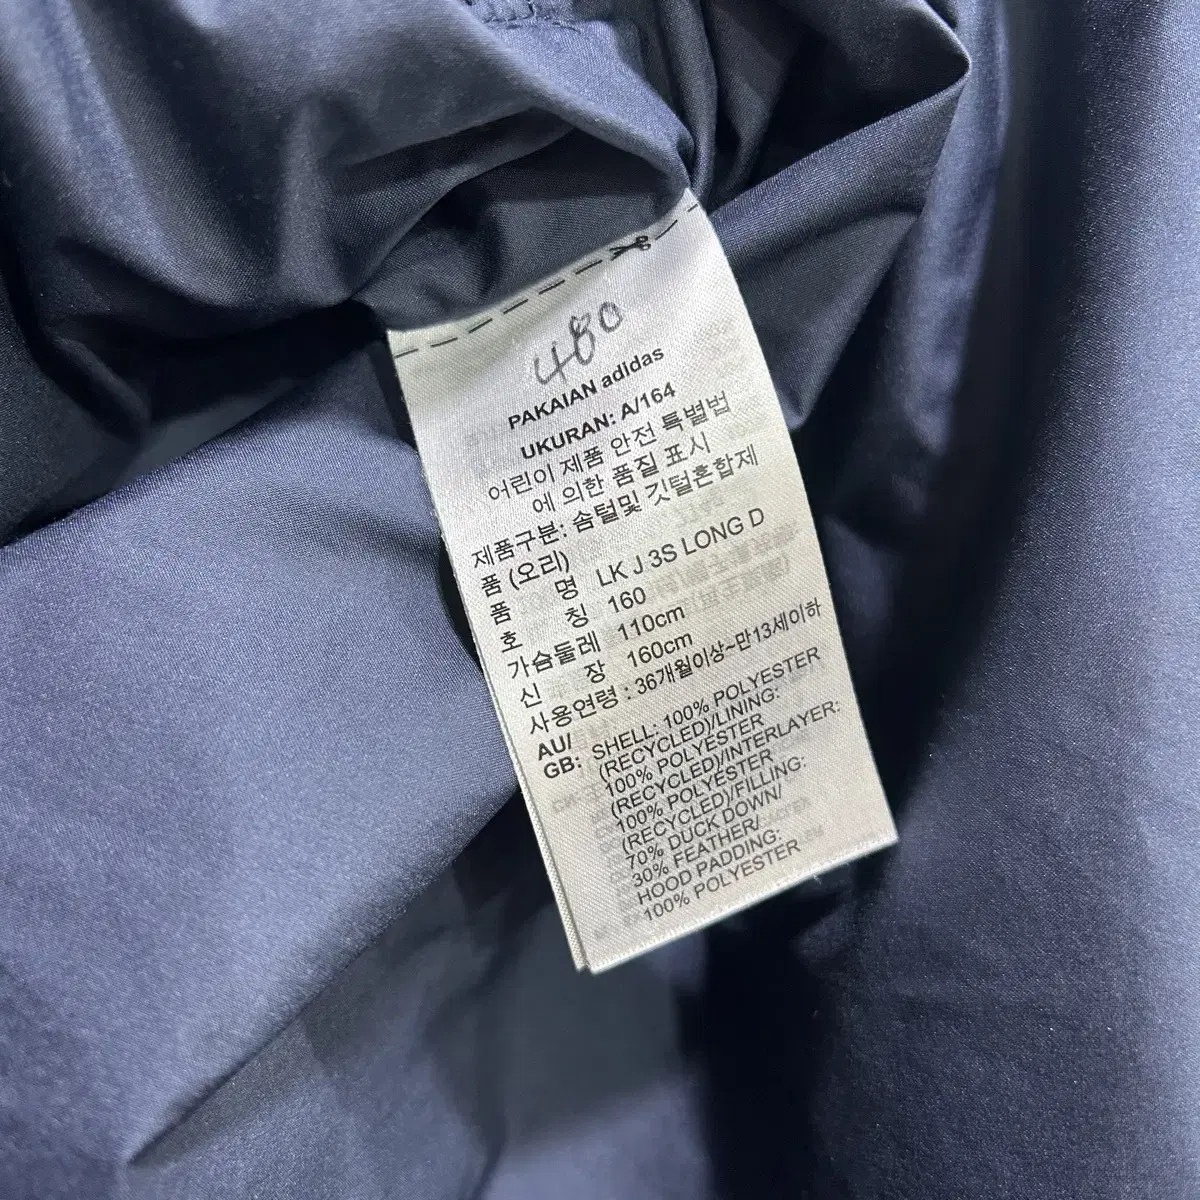 480
PAKAIAN adidas
UKURAN: A/164
어린이 제품 안전 특별법
에 의한 품질 표시
제품구분: 솜털및 깃털혼합제
품 (오리)
품 명 LK J 3S LONG D
호 칭 160
가슴둘레 110cm
신 장 160cm
사용연령 : 36개월이상~만13세이하
AU/ SHELL: 100% POLYESTER
GB: (RECYCLED)/LINING:
100% POLYESTER
(RECYCLED)/INTERLAYER:
100% POLYESTER
(RECYCLED)/FILLING:
70% DUCK DOWN/
30% FEATHER/
HOOD PADDING:
100% POLYESTER